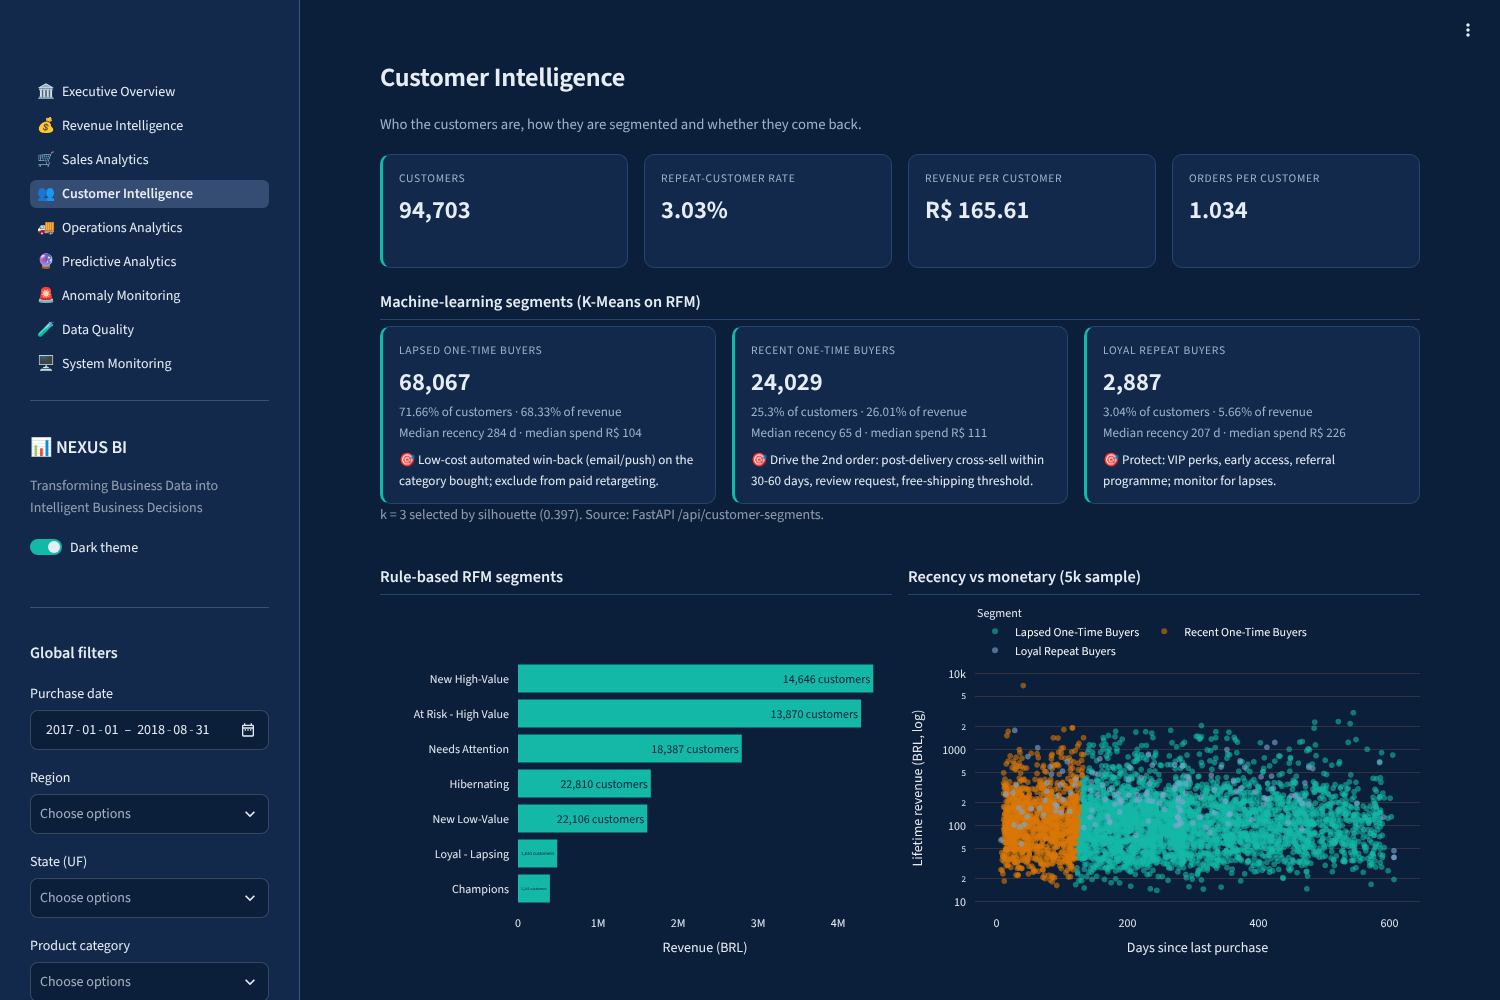 Executive Overview
Revenue Intelligence
Sales Analytics
Customer Intelligence
Operations Analytics
Predictive Analytics
Anomaly Monitoring
Data Quality
System Monitoring
NEXUS BI
Transforming Business Data into
Intelligent Business Decisions
Dark theme
Global filters
Purchase date
2017-01-01 – 2018-08-31
Region
Choose options
State (UF)
Choose options
Product category
Choose options
Customer Intelligence
Who the customers are, how they are segmented and whether they come back.
CUSTOMERS
94,703
REPEAT-CUSTOMER RATE
3.03%
REVENUE PER CUSTOMER
R$ 165.61
ORDERS PER CUSTOMER
1.034
Machine-learning segments (K-Means on RFM)
LAPSED ONE-TIME BUYERS
68,067
71.66% of customers · 68.33% of revenue
Median recency 284 d · median spend R$ 104
Low-cost automated win-back (email/push) on the
category bought; exclude from paid retargeting.
RECENT ONE-TIME BUYERS
24,029
25.3% of customers · 26.01% of revenue
Median recency 65 d · median spend R$ 111
Drive the 2nd order: post-delivery cross-sell within
30-60 days, review request, free-shipping threshold.
LOYAL REPEAT BUYERS
2,887
3.04% of customers · 5.66% of revenue
Median recency 207 d · median spend R$ 226
Protect: VIP perks, early access, referral
programme; monitor for lapses.
k = 3 selected by silhouette (0.397). Source: FastAPI /api/customer-segments.
Rule-based RFM segments
New High-Value
14,646 customers
At Risk - High Value
13,870 customers
Needs Attention
18,387 customers
Hibernating
22,810 customers
New Low-Value
22,106 customers
Loyal - Lapsing
customers
Champions
customers
0 1M 2M 3M 4M
Revenue (BRL)
Recency vs monetary (5k sample)
Segment
Lapsed One-Time Buyers Recent One-Time Buyers
Loyal Repeat Buyers
Lifetime revenue (BRL, log)
10k
5
2
1000
5
2
100
5
2
10
0 200 400 600
Days since last purchase